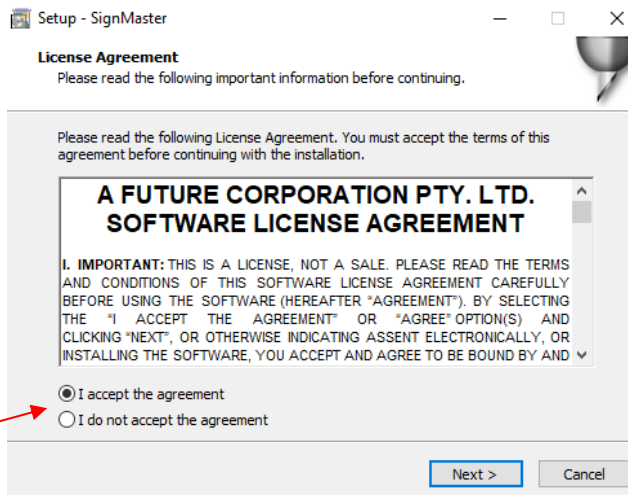 Setup - SignMaster
License Agreement
Please read the following important information before continuing.
Please read the following License Agreement. You must accept the terms of this
agreement before continuing with the installation.
A FUTURE CORPORATION PTY. LTD.
SOFTWARE LICENSE AGREEMENT
I. IMPORTANT: THIS IS A LICENSE, NOT A SALE. PLEASE READ THE TERMS
AND CONDITIONS OF THIS SOFTWARE LICENSE AGREEMENT CAREFULLY
BEFORE USING THE SOFTWARE (HEREAFTER “AGREEMENT”). BY SELECTING
THE “I ACCEPT THE AGREEMENT” OR “AGREE” OPTION(S) AND
CLICKING “NEXT”, OR OTHERWISE INDICATING ASSENT ELECTRONICALLY, OR
INSTALLING THE SOFTWARE, YOU ACCEPT AND AGREE TO BE BOUND BY AND
I accept the agreement
I do not accept the agreement
Next >
Cancel